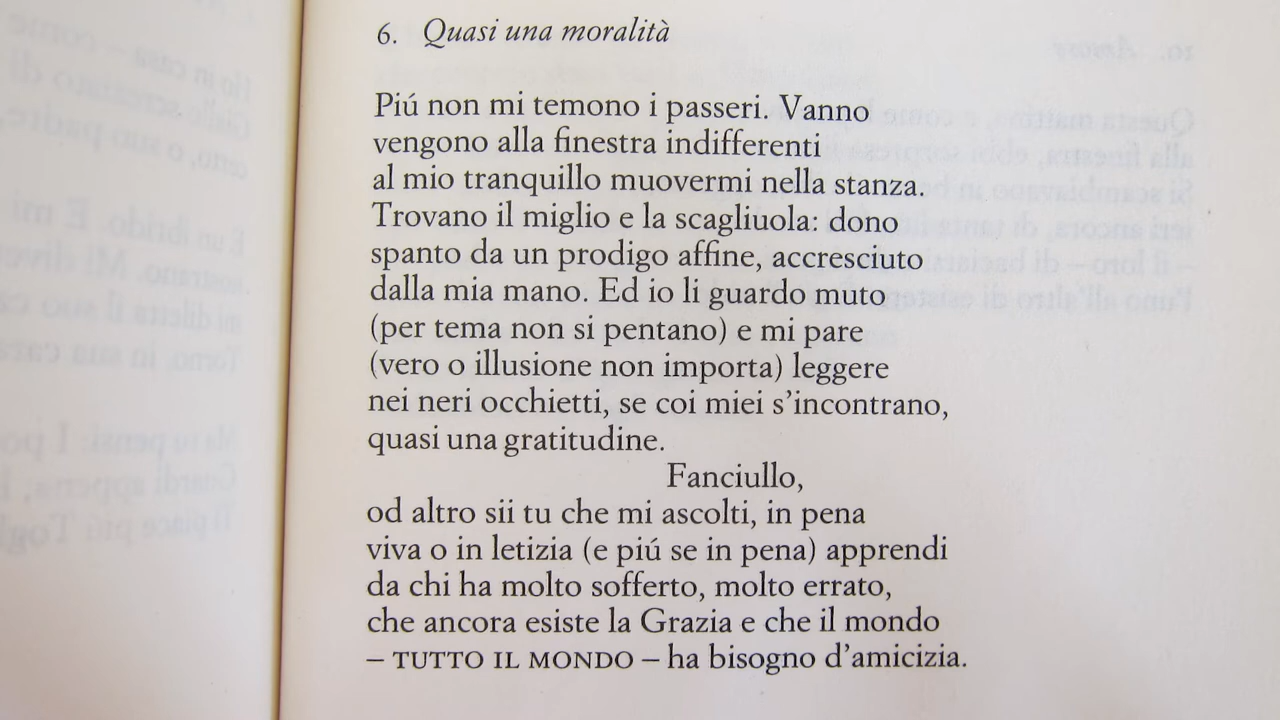 6. Quasi una moralità
Piú non mi temono i passeri. Vanno
vengono alla finestra indifferenti
al mio tranquillo muovermi nella stanza.
Trovano il miglio e la scagliuola: dono
spanto da un prodigo affine, accresciuto
dalla mia mano. Ed io li guardo muto
(per tema non si pentano) e mi pare
(vero o illusione non importa) leggere
nei neri occhietti, se coi miei s'incontrano,
quasi una gratitudine.
Fanciullo,
od altro sii tu che mi ascolti, in pena
viva o in letizia (e piú se in pena) apprendi
da chi ha molto sofferto, molto errato,
che ancora esiste la Grazia e che il mondo
– TUTTO IL MONDO – ha bisogno d'amicizia.